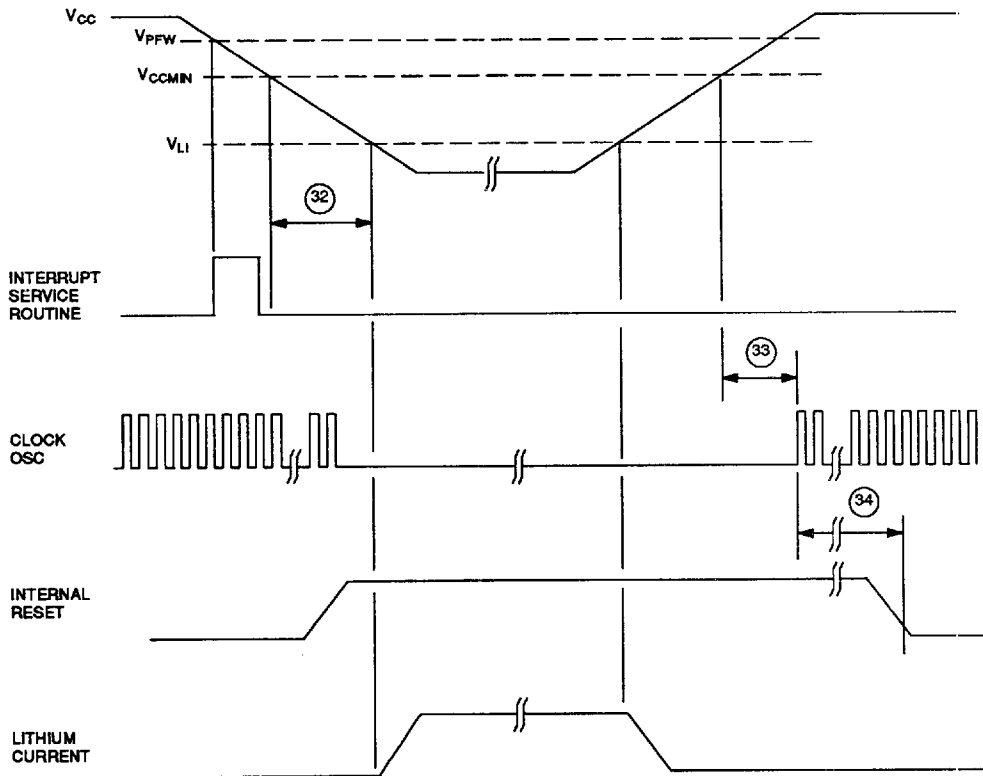 VCC
VPFW
VCCMIN
VLI
32
INTERRUPT
SERVICE
ROUTINE
33
CLOCK
OSC
34
INTERNAL
RESET
LITHIUM
CURRENT